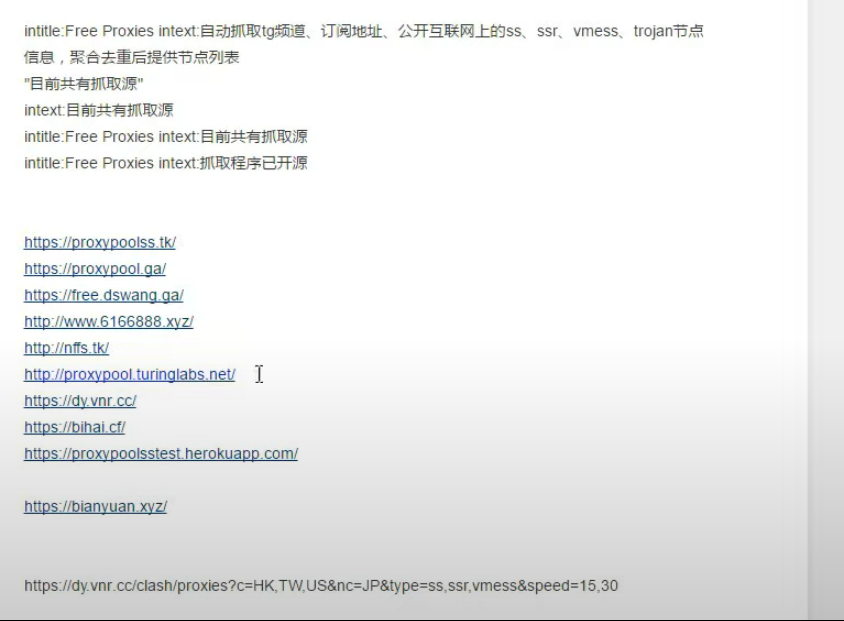 intitle:Free Proxies intext:自动抓取tg频道、订阅地址、公开互联网上的ss、ssr、vmess、trojan节点
信息，聚合去重后提供节点列表
"目前共有抓取源"
intext:目前共有抓取源
intitle:Free Proxies intext:目前共有抓取源
intitle:Free Proxies intext:抓取程序已开源
https://proxypoolss.tk/
https://proxypool.ga/
https://free.dswang.ga/
http://www.6166888.xyz/
http://nffs.tk/
http://proxypool.turinglabs.net/
https://dy.vnr.cc/
https://bihai.cf/
https://proxypoolsstest.herokuapp.com/
https://bianyuan.xyz/
https://dy.vnr.cc/clash/proxies?c=HK,TW,US&nc=JP&type=ss,ssr,vmess&speed=15,30